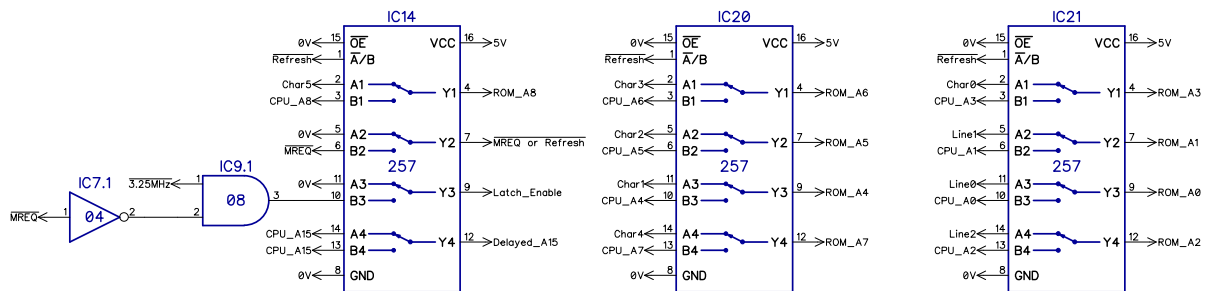 IC14
0V 15 OE VCC 16 5V
Refresh 1 A/B
Char5 2 A1 Y1 4 ROM_A8
CPU_A8 3 B1
0V 5 A2 Y2 7 MREQ or Refresh
MREQ 6 B2
257
0V 11 A3 Y3 9 Latch_Enable
10 B3
CPU_A15 14 A4 Y4 12 Delayed_A15
CPU_A15 13 B4
0V 8 GND
IC7.1
MREQ 1 04 2
IC9.1
3.25MHz 1 08 3
2
IC20
0V 15 OE VCC 16 5V
Refresh 1 A/B
Char3 2 A1 Y1 4 ROM_A6
CPU_A6 3 B1
Char2 5 A2 Y2 7 ROM_A5
CPU_A5 6 B2
257
Char1 11 A3 Y3 9 ROM_A4
CPU_A4 10 B3
Char4 14 A4 Y4 12 ROM_A7
CPU_A7 13 B4
0V 8 GND
IC21
0V 15 OE VCC 16 5V
Refresh 1 A/B
Char0 2 A1 Y1 4 ROM_A3
CPU_A3 3 B1
Line1 5 A2 Y2 7 ROM_A1
CPU_A1 6 B2
257
Line0 11 A3 Y3 9 ROM_A0
CPU_A0 10 B3
Line2 14 A4 Y4 12 ROM_A2
CPU_A2 13 B4
0V 8 GND